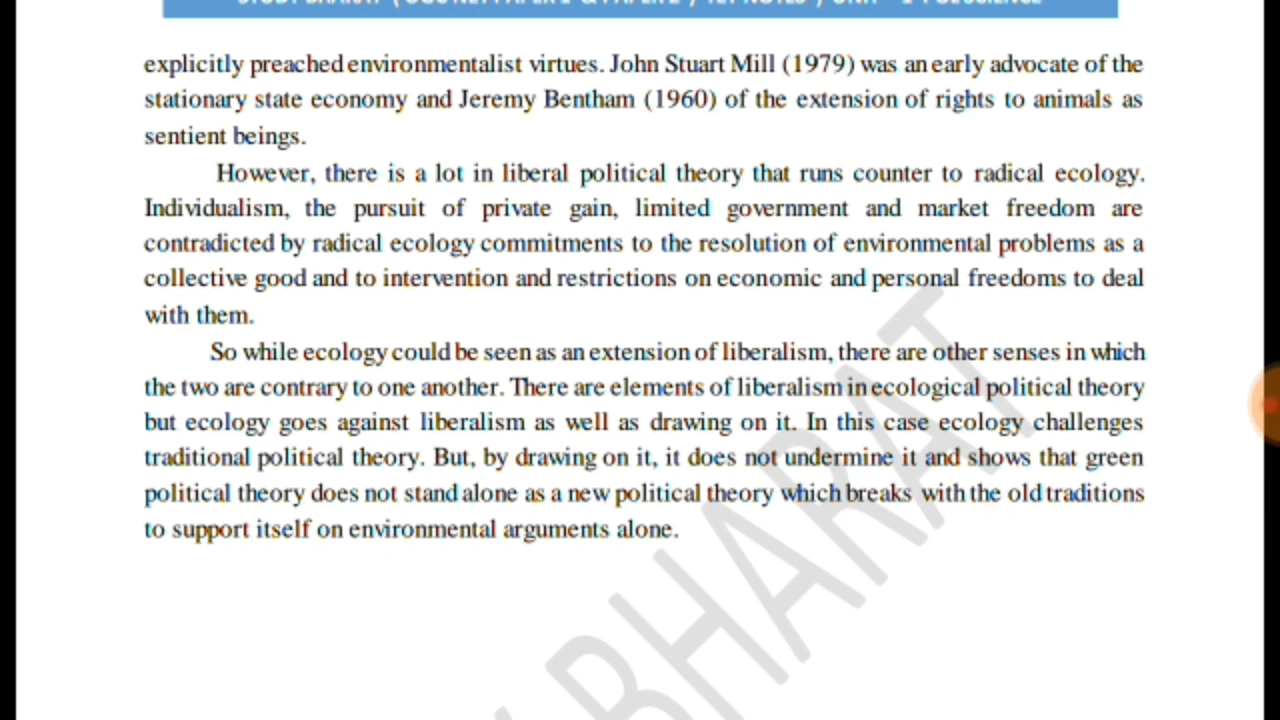 explicitly preached environmentalist virtues. John Stuart Mill (1979) was an early advocate of the
stationary state economy and Jeremy Bentham (1960) of the extension of rights to animals as
sentient beings.
However, there is a lot in liberal political theory that runs counter to radical ecology.
Individualism, the pursuit of private gain, limited government and market freedom are
contradicted by radical ecology commitments to the resolution of environmental problems as a
collective good and to intervention and restrictions on economic and personal freedoms to deal
with them.
So while ecology could be seen as an extension of liberalism, there are other senses in which
the two are contrary to one another. There are elements of liberalism in ecological political theory
but ecology goes against liberalism as well as drawing on it. In this case ecology challenges
traditional political theory. But, by drawing on it, it does not undermine it and shows that green
political theory does not stand alone as a new political theory which breaks with the old traditions
to support itself on environmental arguments alone.
BHARAT